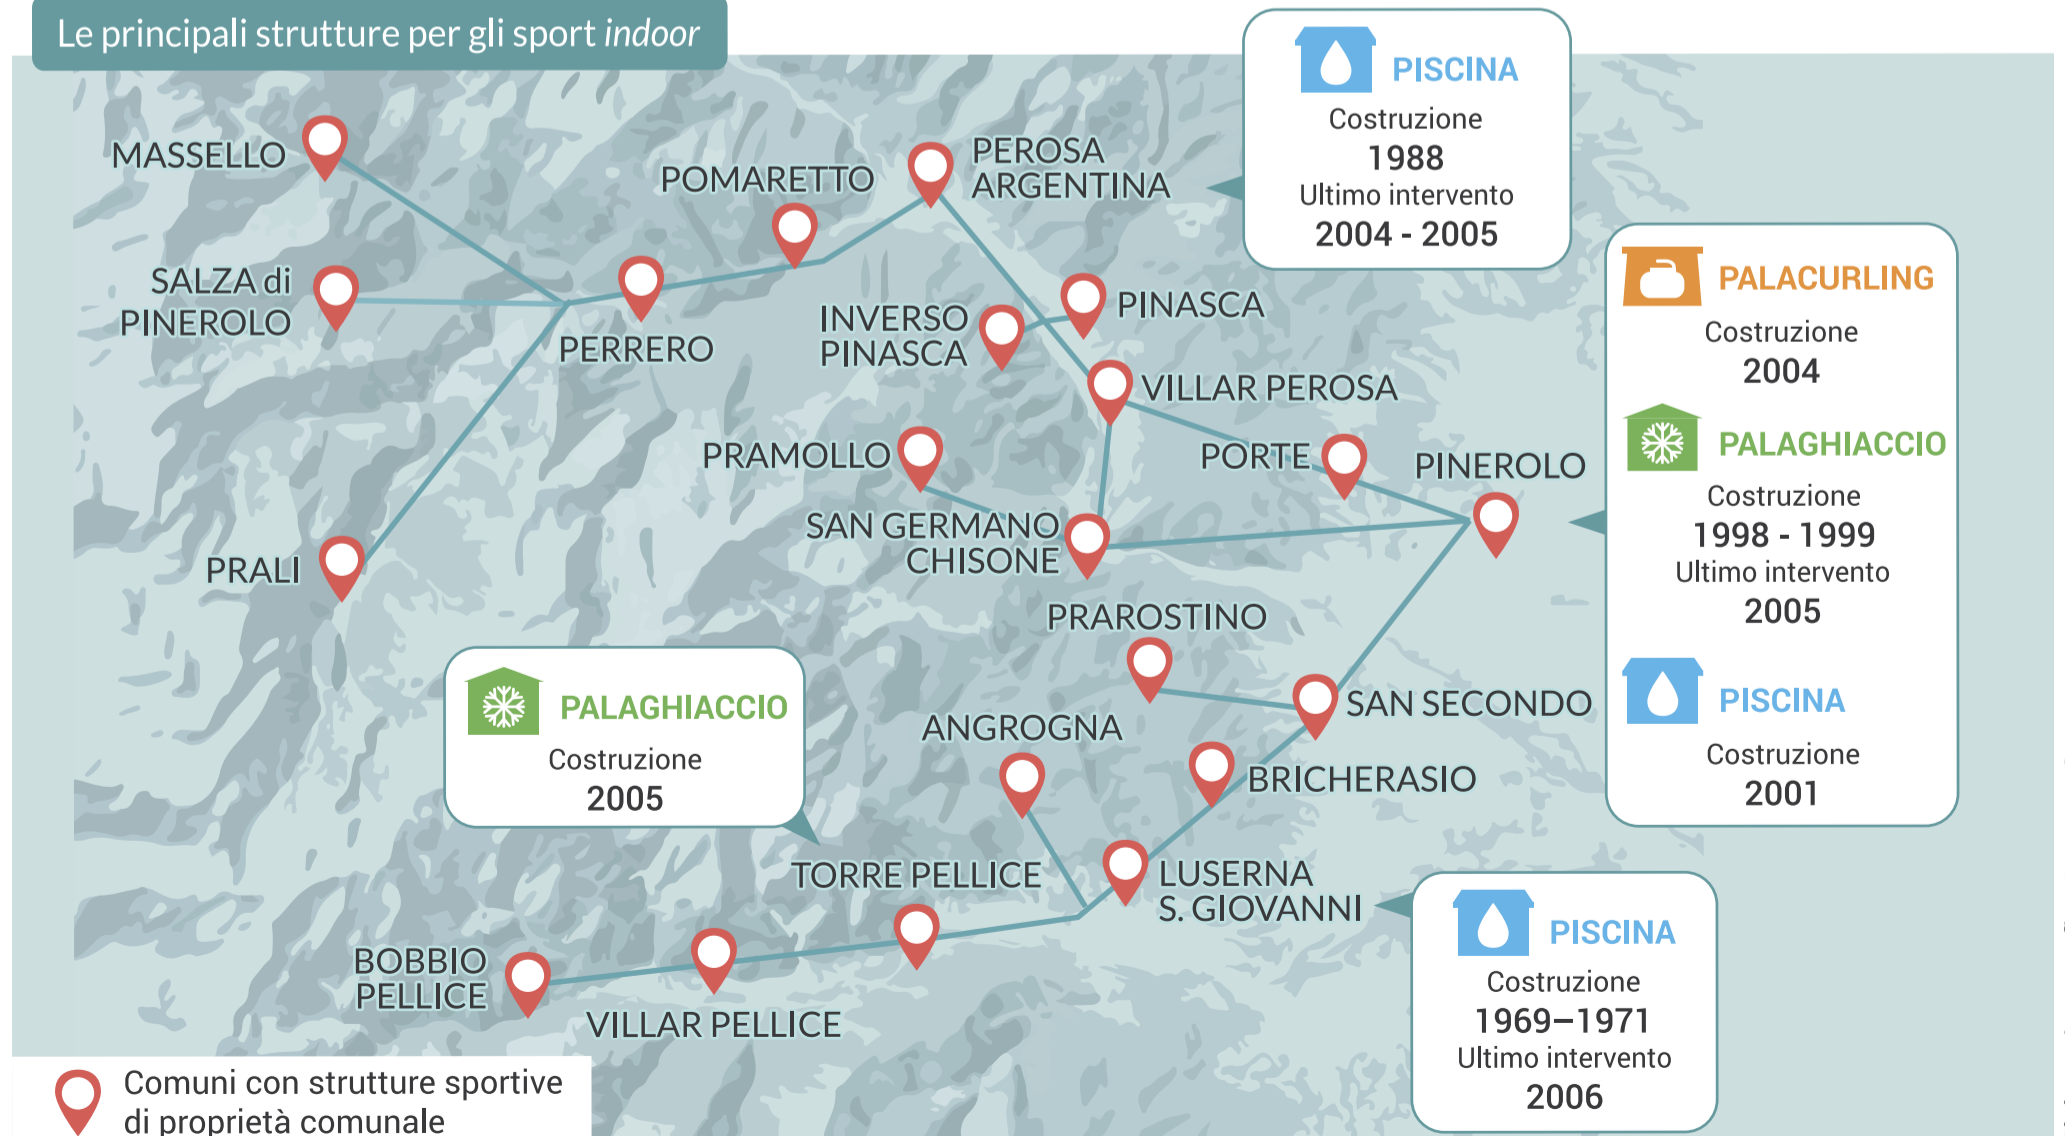 Le principali strutture per gli sport indoor
PISCINA
Costruzione
1988
Ultimo intervento
2004 - 2005
MASSELLO
POMARETTO
PEROSA
ARGENTINA
SALZA di
PINEROLO
PERRERO
INVERSO
PINASCA
PINASCA
VILLAR PEROSA
PRAMOLLO
PORTE
PINEROLO
SAN GERMANO
CHISONE
PRALI
PALACURLING
Costruzione
2004
PALAGHIACCIO
Costruzione
1998 - 1999
Ultimo intervento
2005
PISCINA
Costruzione
2001
PRAROSTINO
SAN SECONDO
ANGROGNA
BRICHERASIO
PALAGHIACCIO
Costruzione
2005
TORRE PELLICE
LUSERNA
S. GIOVANNI
BOBBIO
PELLICE
VILLAR PELLICE
PISCINA
Costruzione
1969–1971
Ultimo intervento
2006
Comuni con strutture sportive
di proprietà comunale